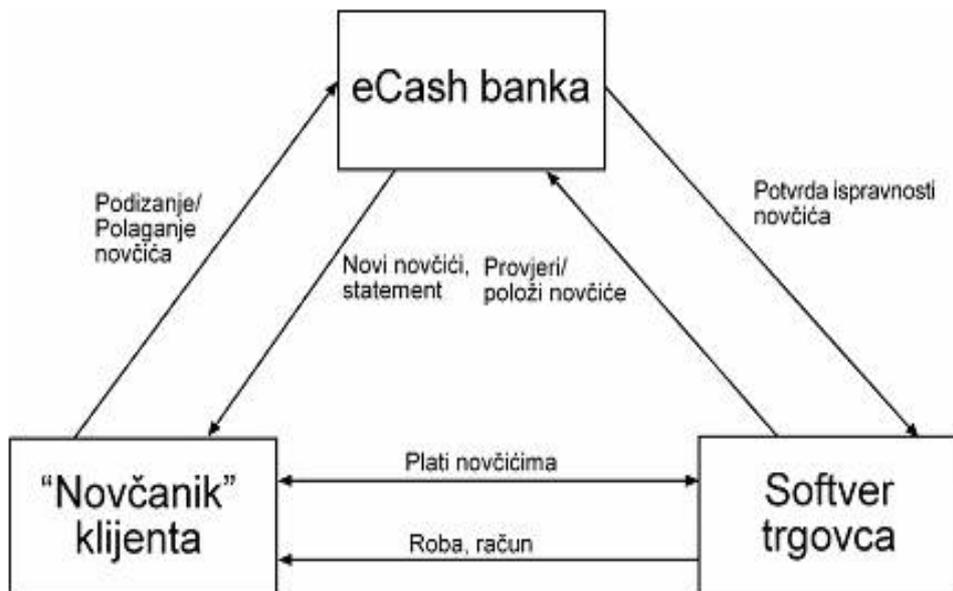 eCash banka
Podizanje/
Polaganje
novčića
Potvrda ispravnosti
novčića
Novi novčići,
statement
Provjeri/
položi novčiće
“Novčanik”
klijenta
Plati novčićima
Roba, račun
Softver
trgovca